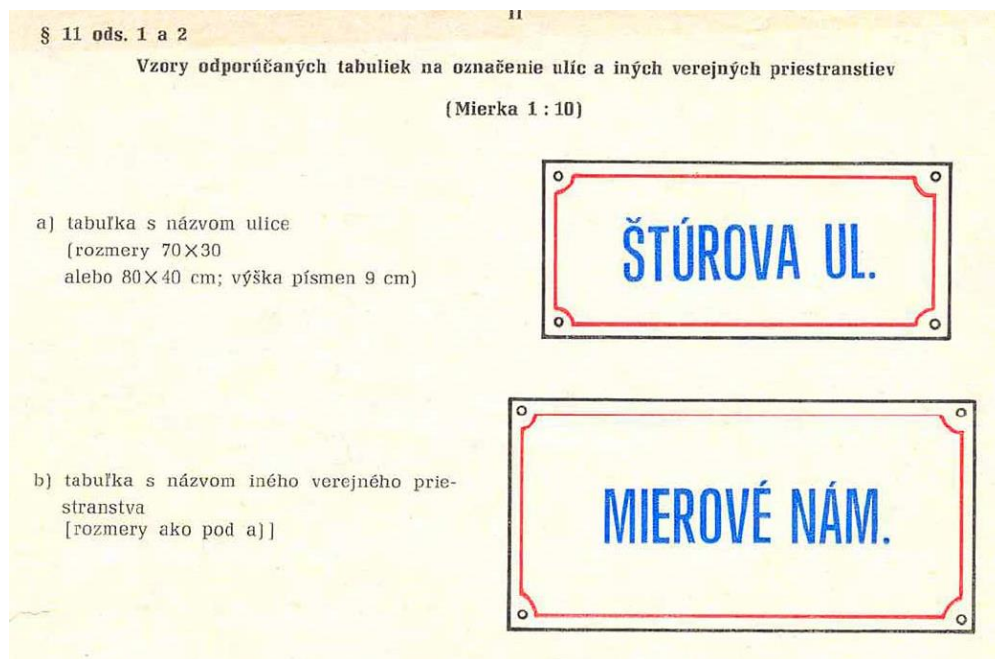 II
§ 11 ods. 1 a 2
Vzory odporúčaných tabuliek na označenie ulíc a iných verejných priestranstiev
(Mierka 1 : 10)
a) tabuľka s názvom ulice
(rozmery 70×30
alebo 80×40 cm; výška písmen 9 cm)
ŠTÚROVA UL.
b) tabuľka s názvom iného verejného prie-
stranstva
[rozmery ako pod a)]
MIEROVÉ NÁM.